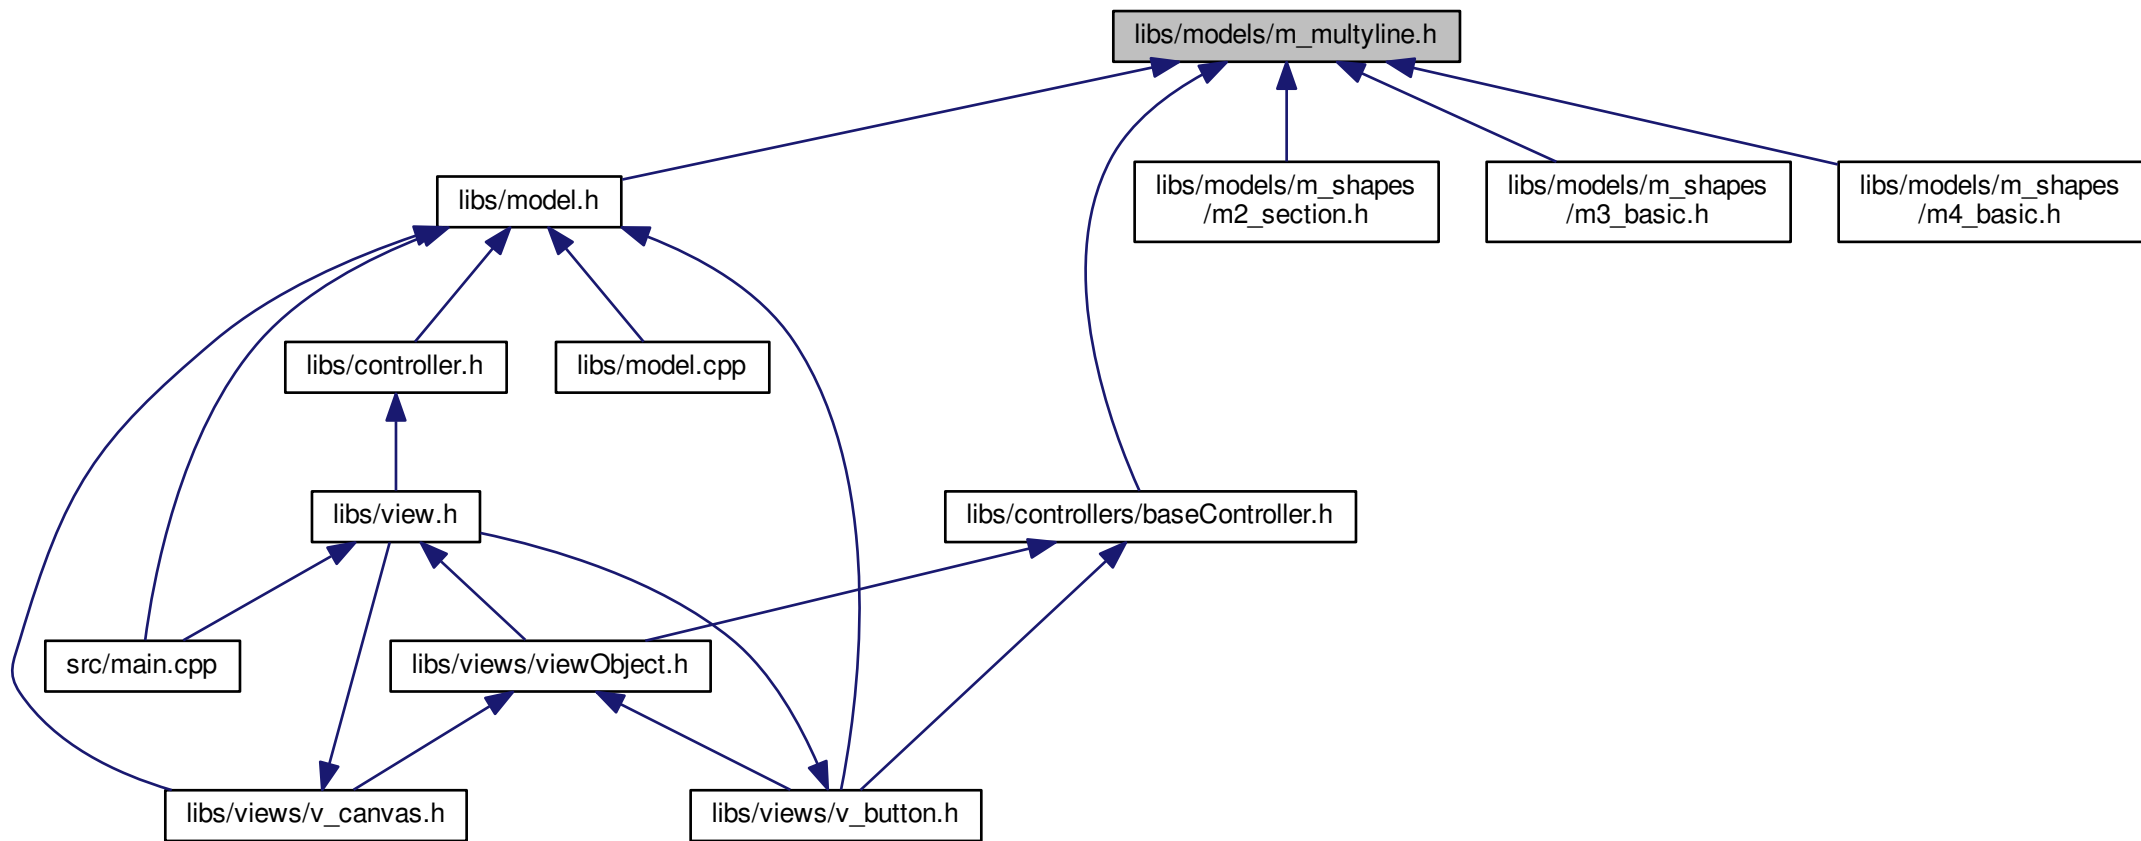 libs/models/m_multyline.h
libs/model.h
libs/models/m_shapes
/m2_section.h
libs/models/m_shapes
/m3_basic.h
libs/models/m_shapes
/m4_basic.h
libs/controller.h
libs/model.cpp
libs/view.h
libs/controllers/baseController.h
src/main.cpp
libs/views/viewObject.h
libs/views/v_canvas.h
libs/views/v_button.h